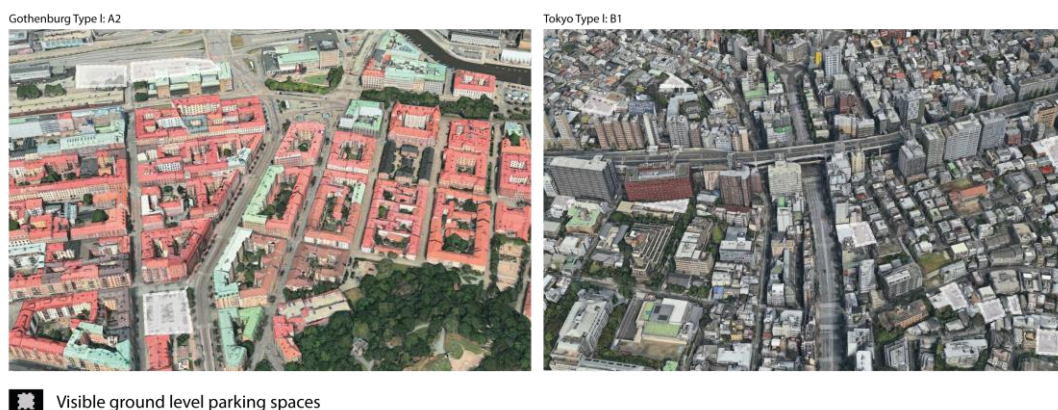 Gothenburg Type I: A2
Tokyo Type I: B1
Visible ground level parking spaces